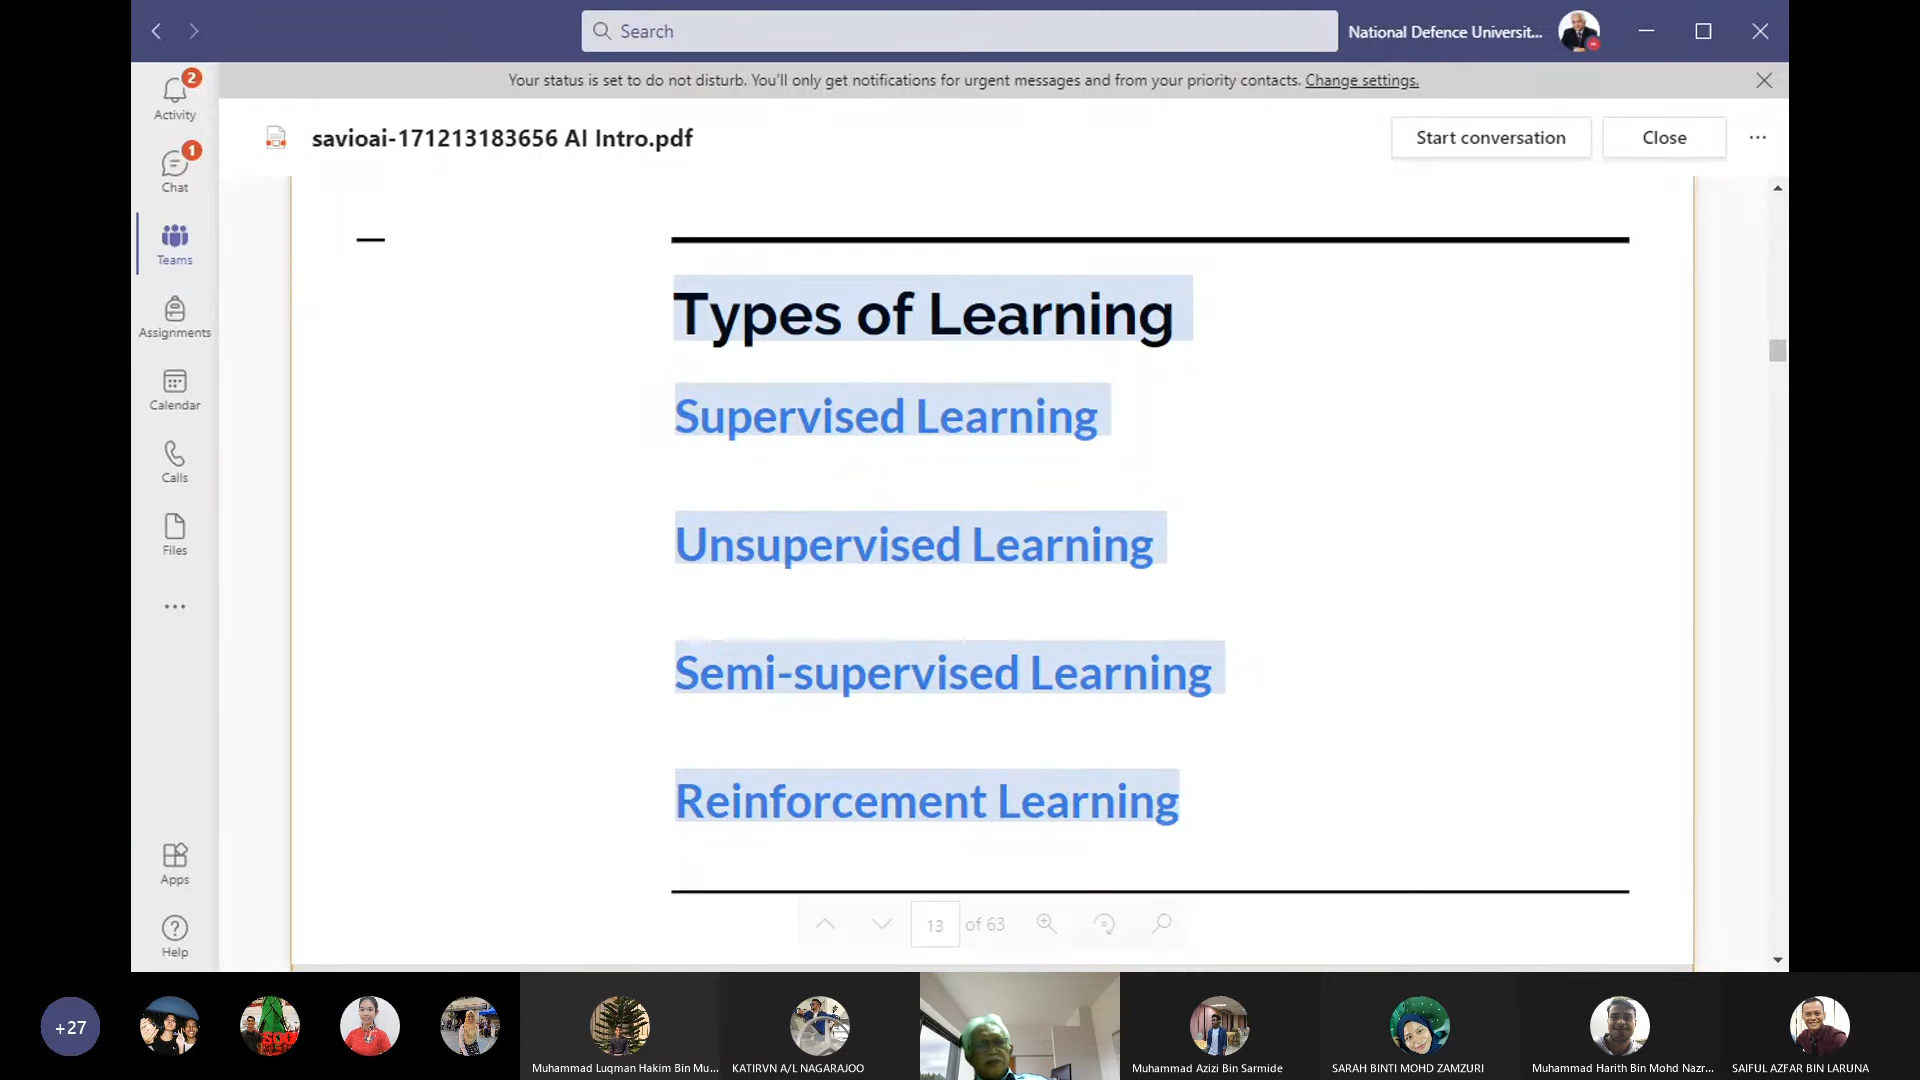 Search
National Defence Universit...
Your status is set to do not disturb. You'll only get notifications for urgent messages and from your priority contacts. Change settings.
2
Activity
1
Chat
Teams
Assignments
Calendar
Calls
Files
Apps
Help
savioai-171213183656 AI Intro.pdf
Start conversation
Close
Types of Learning
Supervised Learning
Unsupervised Learning
Semi-supervised Learning
Reinforcement Learning
13 of 63
+27
Muhammad Luqman Hakim Bin Mu...
KATIRVN A/L NAGARAJOO
Muhammad Azizi Bin Sarmide
SARAH BINTI MOHD ZAMZURI
Muhammad Harith Bin Mohd Nazr...
SAIFUL AZFAR BIN LARUNA